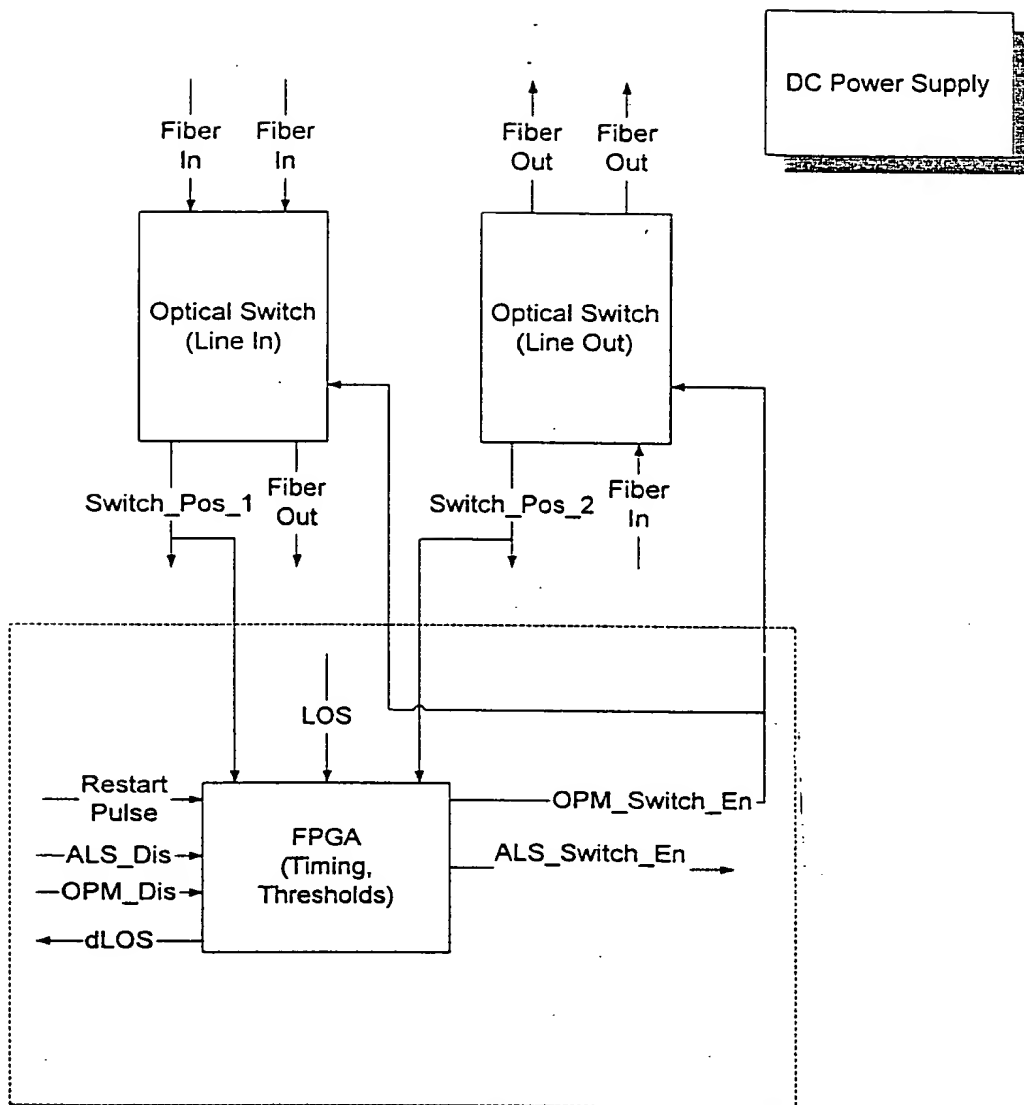 DC Power Supply
Fiber
In
Fiber
In
Fiber
Out
Fiber
Out
Optical Switch
(Line In)
Optical Switch
(Line Out)
Switch_Pos_1
Fiber
Out
Switch_Pos_2
Fiber
In
LOS
Restart
Pulse
ALS_Dis
OPM_Dis
dLOS
FPGA
(Timing,
Thresholds)
OPM_Switch_En
ALS_Switch_En